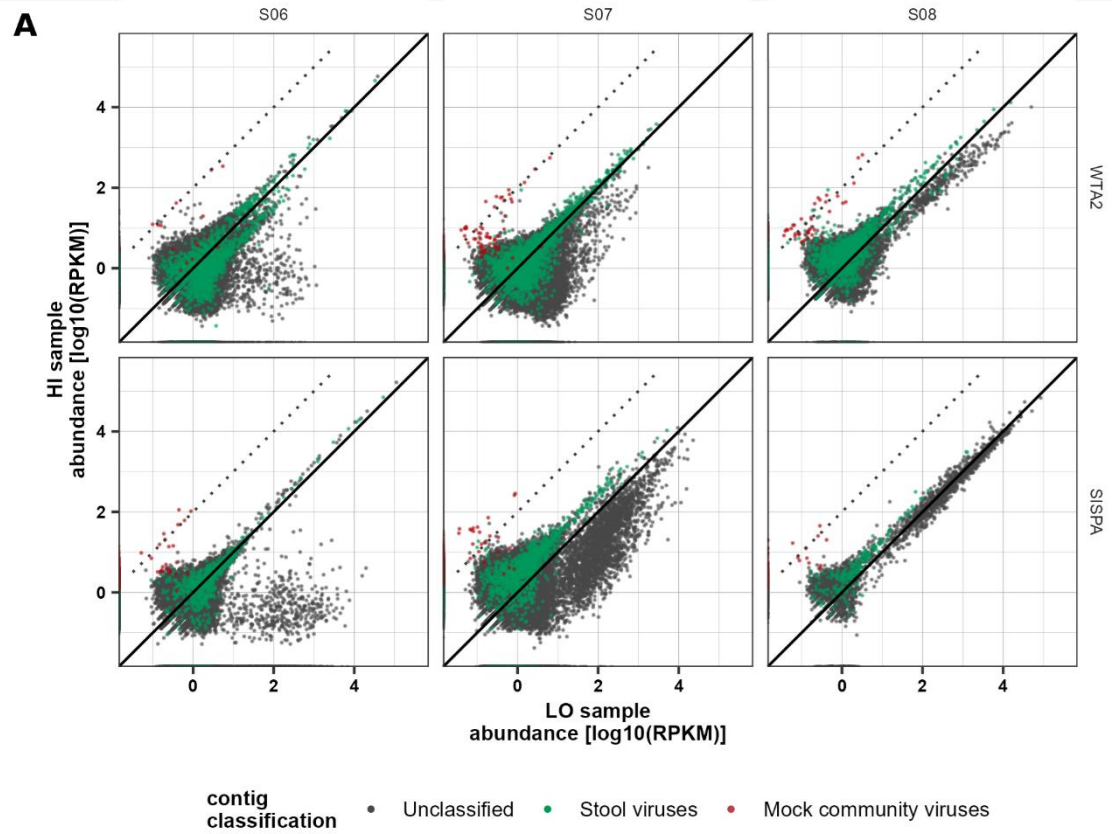 A
S06 S07 S08
4
2
0
WTA2
HI sample
abundance [log10(RPKM)]
4
2
0
SISPA
0 2 4 0 2 4 0 2 4
LO sample
abundance [log10(RPKM)]
contig
classification
Unclassified Stool viruses Mock community viruses